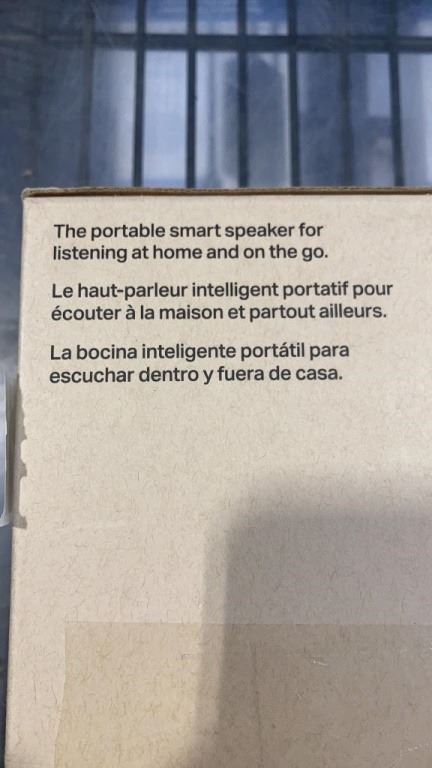 The portable smart speaker for
listening at home and on the go.
Le haut-parleur intelligent portatif pour
écouter à la maison et partout ailleurs.
La bocina inteligente portátil para
escuchar dentro y fuera de casa.